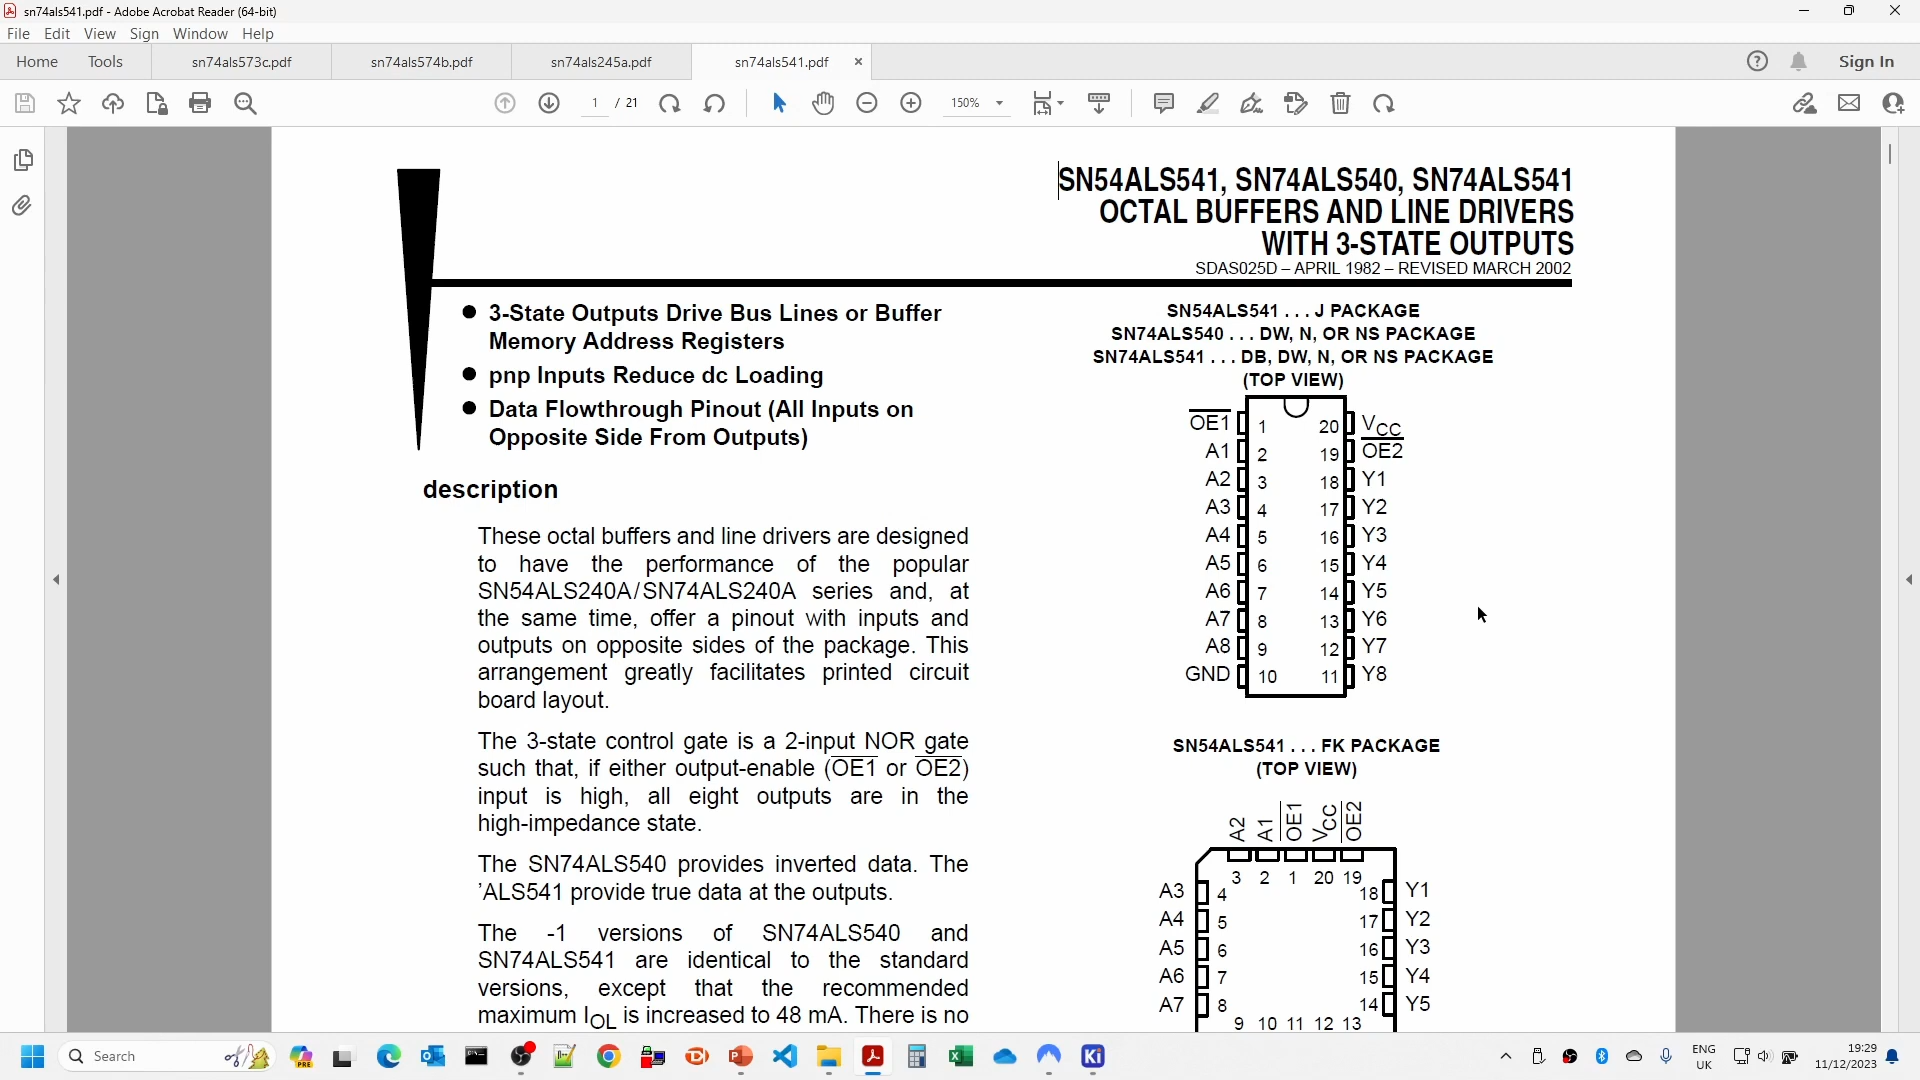 sn74als541.pdf - Adobe Acrobat Reader (64-bit)
File Edit View Sign Window Help
Home Tools sn74als573c.pdf sn74als574b.pdf sn74als245a.pdf sn74als541.pdf × Sign In
1 / 21 150%
SN54ALS541, SN74ALS540, SN74ALS541
OCTAL BUFFERS AND LINE DRIVERS
WITH 3-STATE OUTPUTS
SDAS025D – APRIL 1982 – REVISED MARCH 2002
● 3-State Outputs Drive Bus Lines or Buffer
Memory Address Registers
● pnp Inputs Reduce dc Loading
● Data Flowthrough Pinout (All Inputs on
Opposite Side From Outputs)
description
These octal buffers and line drivers are designed
to have the performance of the popular
SN54ALS240A/SN74ALS240A series and, at
the same time, offer a pinout with inputs and
outputs on opposite sides of the package. This
arrangement greatly facilitates printed circuit
board layout.
The 3-state control gate is a 2-input NOR gate
such that, if either output-enable (OE1 or OE2)
input is high, all eight outputs are in the
high-impedance state.
The SN74ALS540 provides inverted data. The
’ALS541 provide true data at the outputs.
The -1 versions of SN74ALS540 and
SN74ALS541 are identical to the standard
versions, except that the recommended
maximum IOL is increased to 48 mA. There is no
SN54ALS541 . . . J PACKAGE
SN74ALS540 . . . DW, N, OR NS PACKAGE
SN74ALS541 . . . DB, DW, N, OR NS PACKAGE
(TOP VIEW)
OE1 1 20 VCC
A1 2 19 OE2
A2 3 18 Y1
A3 4 17 Y2
A4 5 16 Y3
A5 6 15 Y4
A6 7 14 Y5
A7 8 13 Y6
A8 9 12 Y7
GND 10 11 Y8
SN54ALS541 . . . FK PACKAGE
(TOP VIEW)
A2 A1 OE1 VCC OE2
3 2 1 20 19
A3 4 18 Y1
A4 5 17 Y2
A5 6 16 Y3
A6 7 15 Y4
A7 8 14 Y5
9 10 11 12 13
Search
PRE
Ki
ENG
UK
19:29
11/12/2023